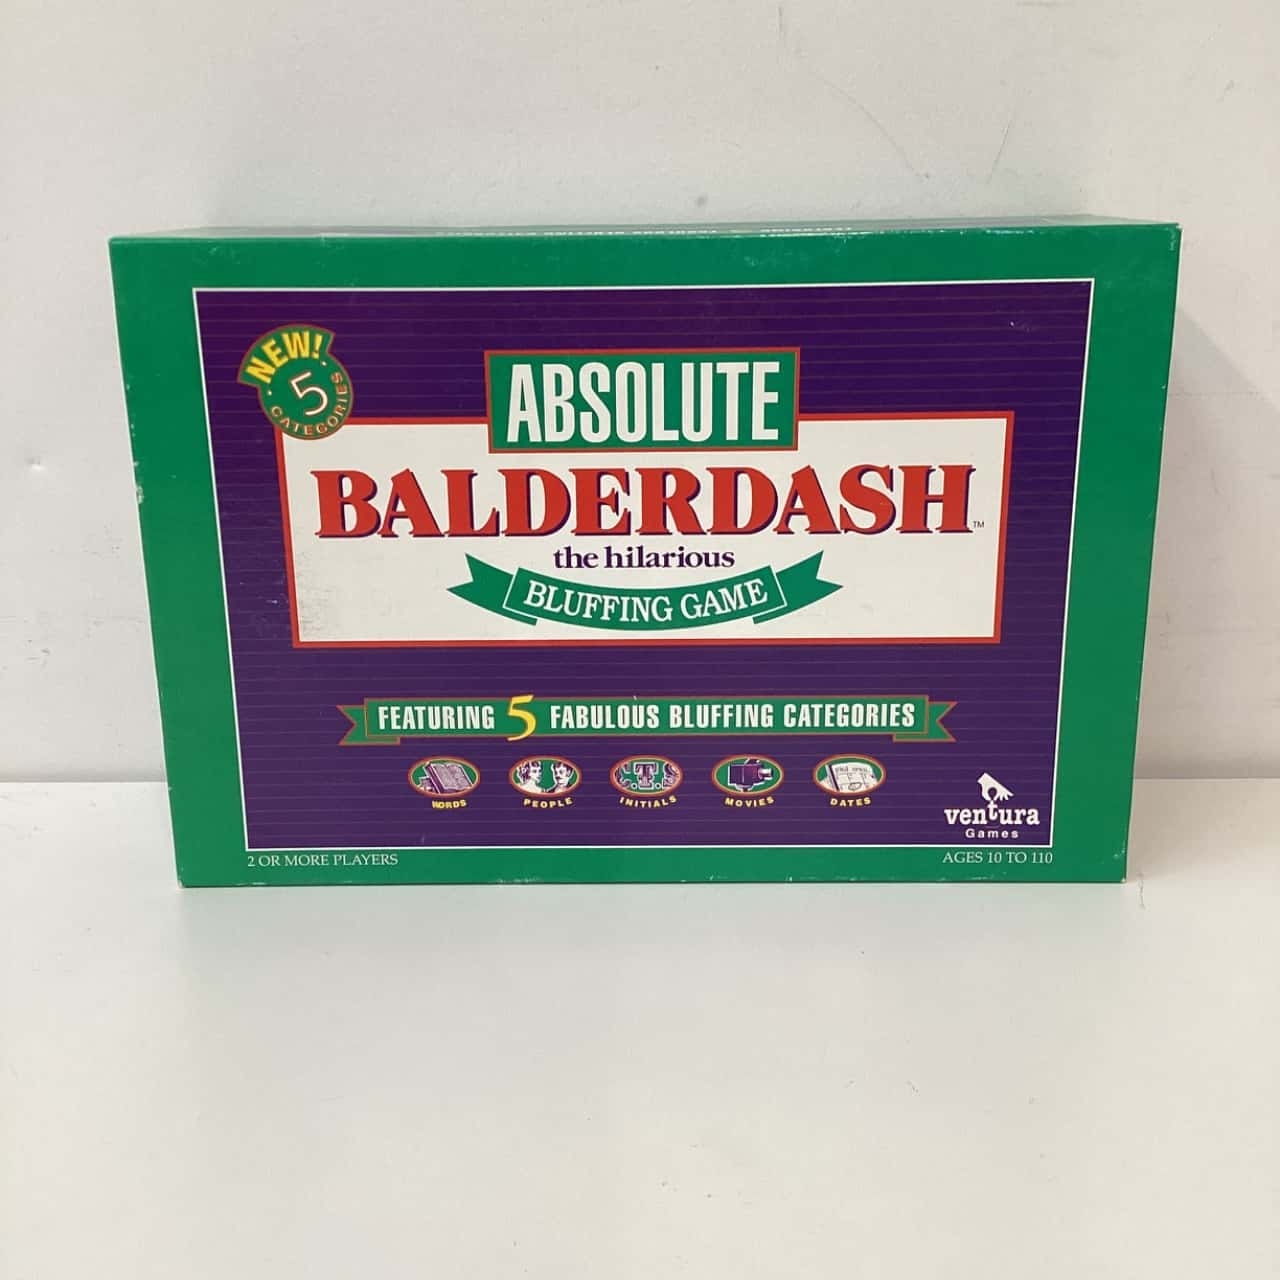 NEW!
5
CATEGORIES
ABSOLUTE
BALDERDASH™
the hilarious
BLUFFING GAME
FEATURING 5 FABULOUS BLUFFING CATEGORIES
WORDS
PEOPLE
INITIALS
MOVIES
DATES
ventura
Games
2 OR MORE PLAYERS
AGES 10 TO 110